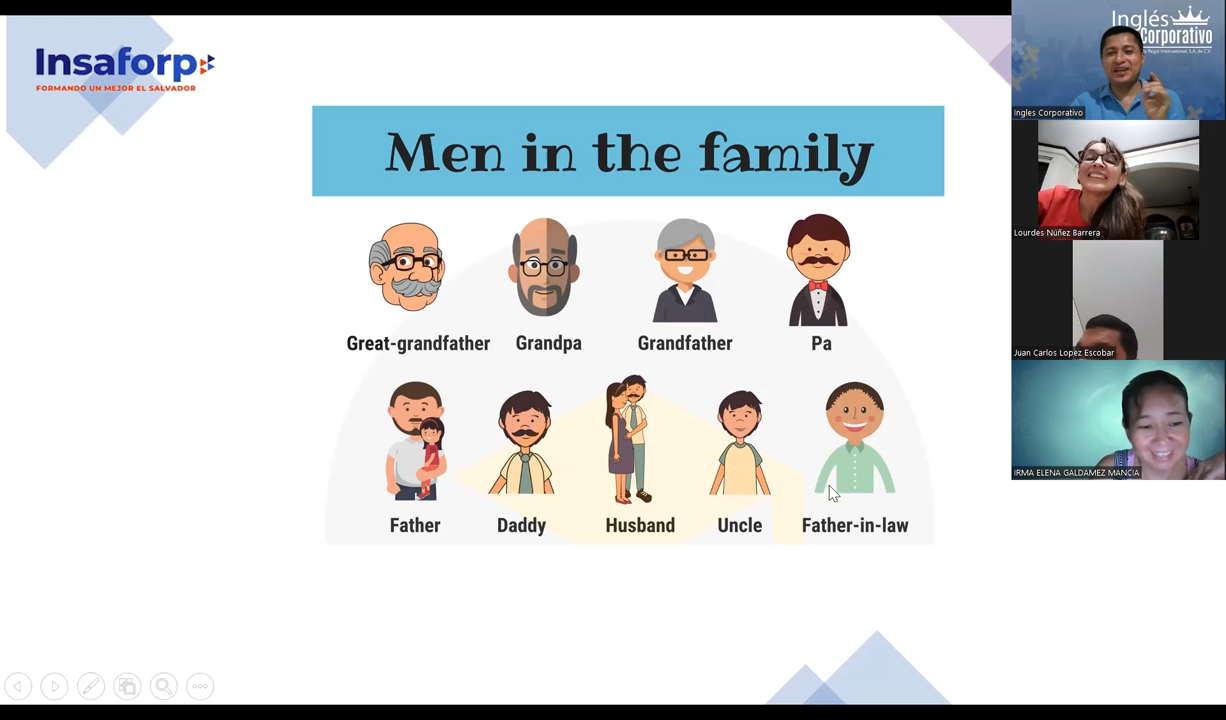 Insaforp
FORMANDO UN MEJOR EL SALVADOR
Men in the family
Great-grandfather
Grandpa
Grandfather
Pa
Father
Daddy
Husband
Uncle
Father-in-law
Inglés
Corporativo
Ingles Corporativo
Lourdes Núñez Barrera
Juan Carlos Lopez Escobar
IRMA ELENA GALDAMEZ MANCIA